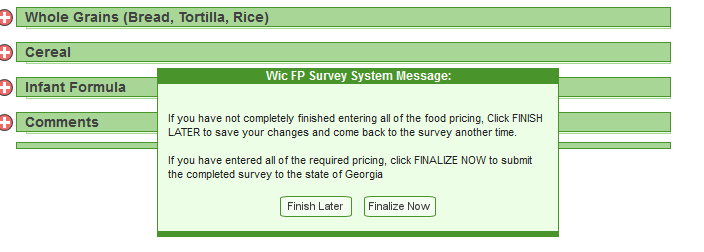 Whole Grains (Bread, Tortilla, Rice)
Cereal
Infant Formula
Comments
Wic FP Survey System Message:
If you have not completely finished entering all of the food pricing, Click FINISH
LATER to save your changes and come back to the survey another time.
If you have entered all of the required pricing, click FINALIZE NOW to submit
the completed survey to the state of Georgia
Finish Later
Finalize Now